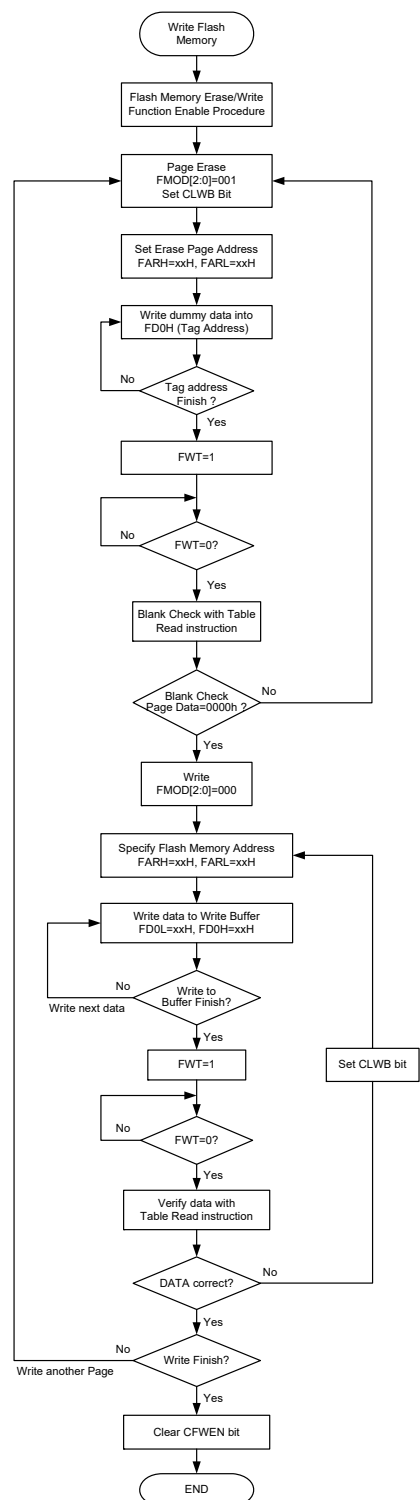 Write Flash
Memory
Flash Memory Erase/Write
Function Enable Procedure
Page Erase
FMOD[2:0]=001
Set CLWB Bit
Set Erase Page Address
FARH=xxH, FARL=xxH
Write dummy data into
FD0H (Tag Address)
No
Tag address
Finish ?
Yes
FWT=1
No
FWT=0?
Yes
Blank Check with Table
Read instruction
Blank Check
Page Data=0000h ?
No
Yes
Write
FMOD[2:0]=000
Specify Flash Memory Address
FARH=xxH, FARL=xxH
Write data to Write Buffer
FD0L=xxH, FD0H=xxH
No
Write next data
Write to
Buffer Finish?
Yes
FWT=1
Set CLWB bit
No
FWT=0?
Yes
Verify data with
Table Read instruction
DATA correct?
No
Yes
No
Write another Page
Write Finish?
Yes
Clear CFWEN bit
END